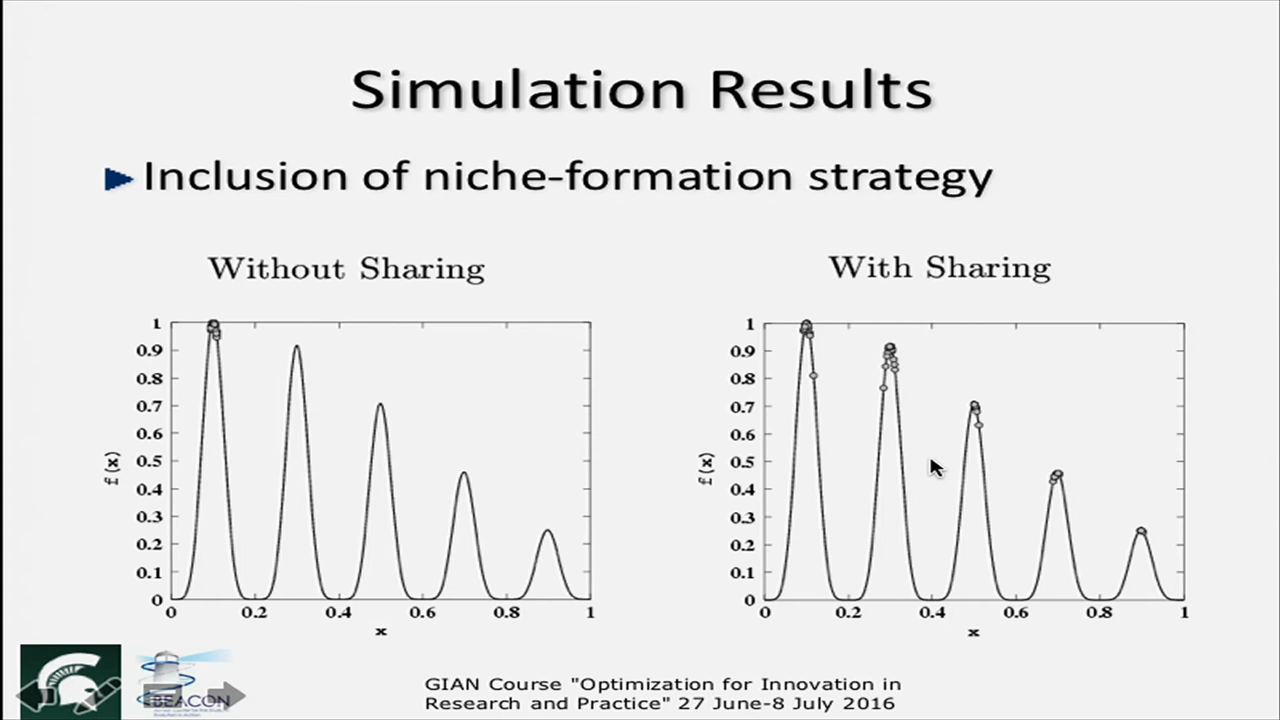 Simulation Results
Inclusion of niche-formation strategy
Without Sharing
With Sharing
1
0.9
0.8
0.7
0.6
0.5
0.4
0.3
0.2
0.1
0
f(x)
0 0.2 0.4 0.6 0.8 1
x
1
0.9
0.8
0.7
0.6
0.5
0.4
0.3
0.2
0.1
0
f(x)
0 0.2 0.4 0.6 0.8 1
x
BEACON
GIAN Course "Optimization for Innovation in
Research and Practice" 27 June-8 July 2016